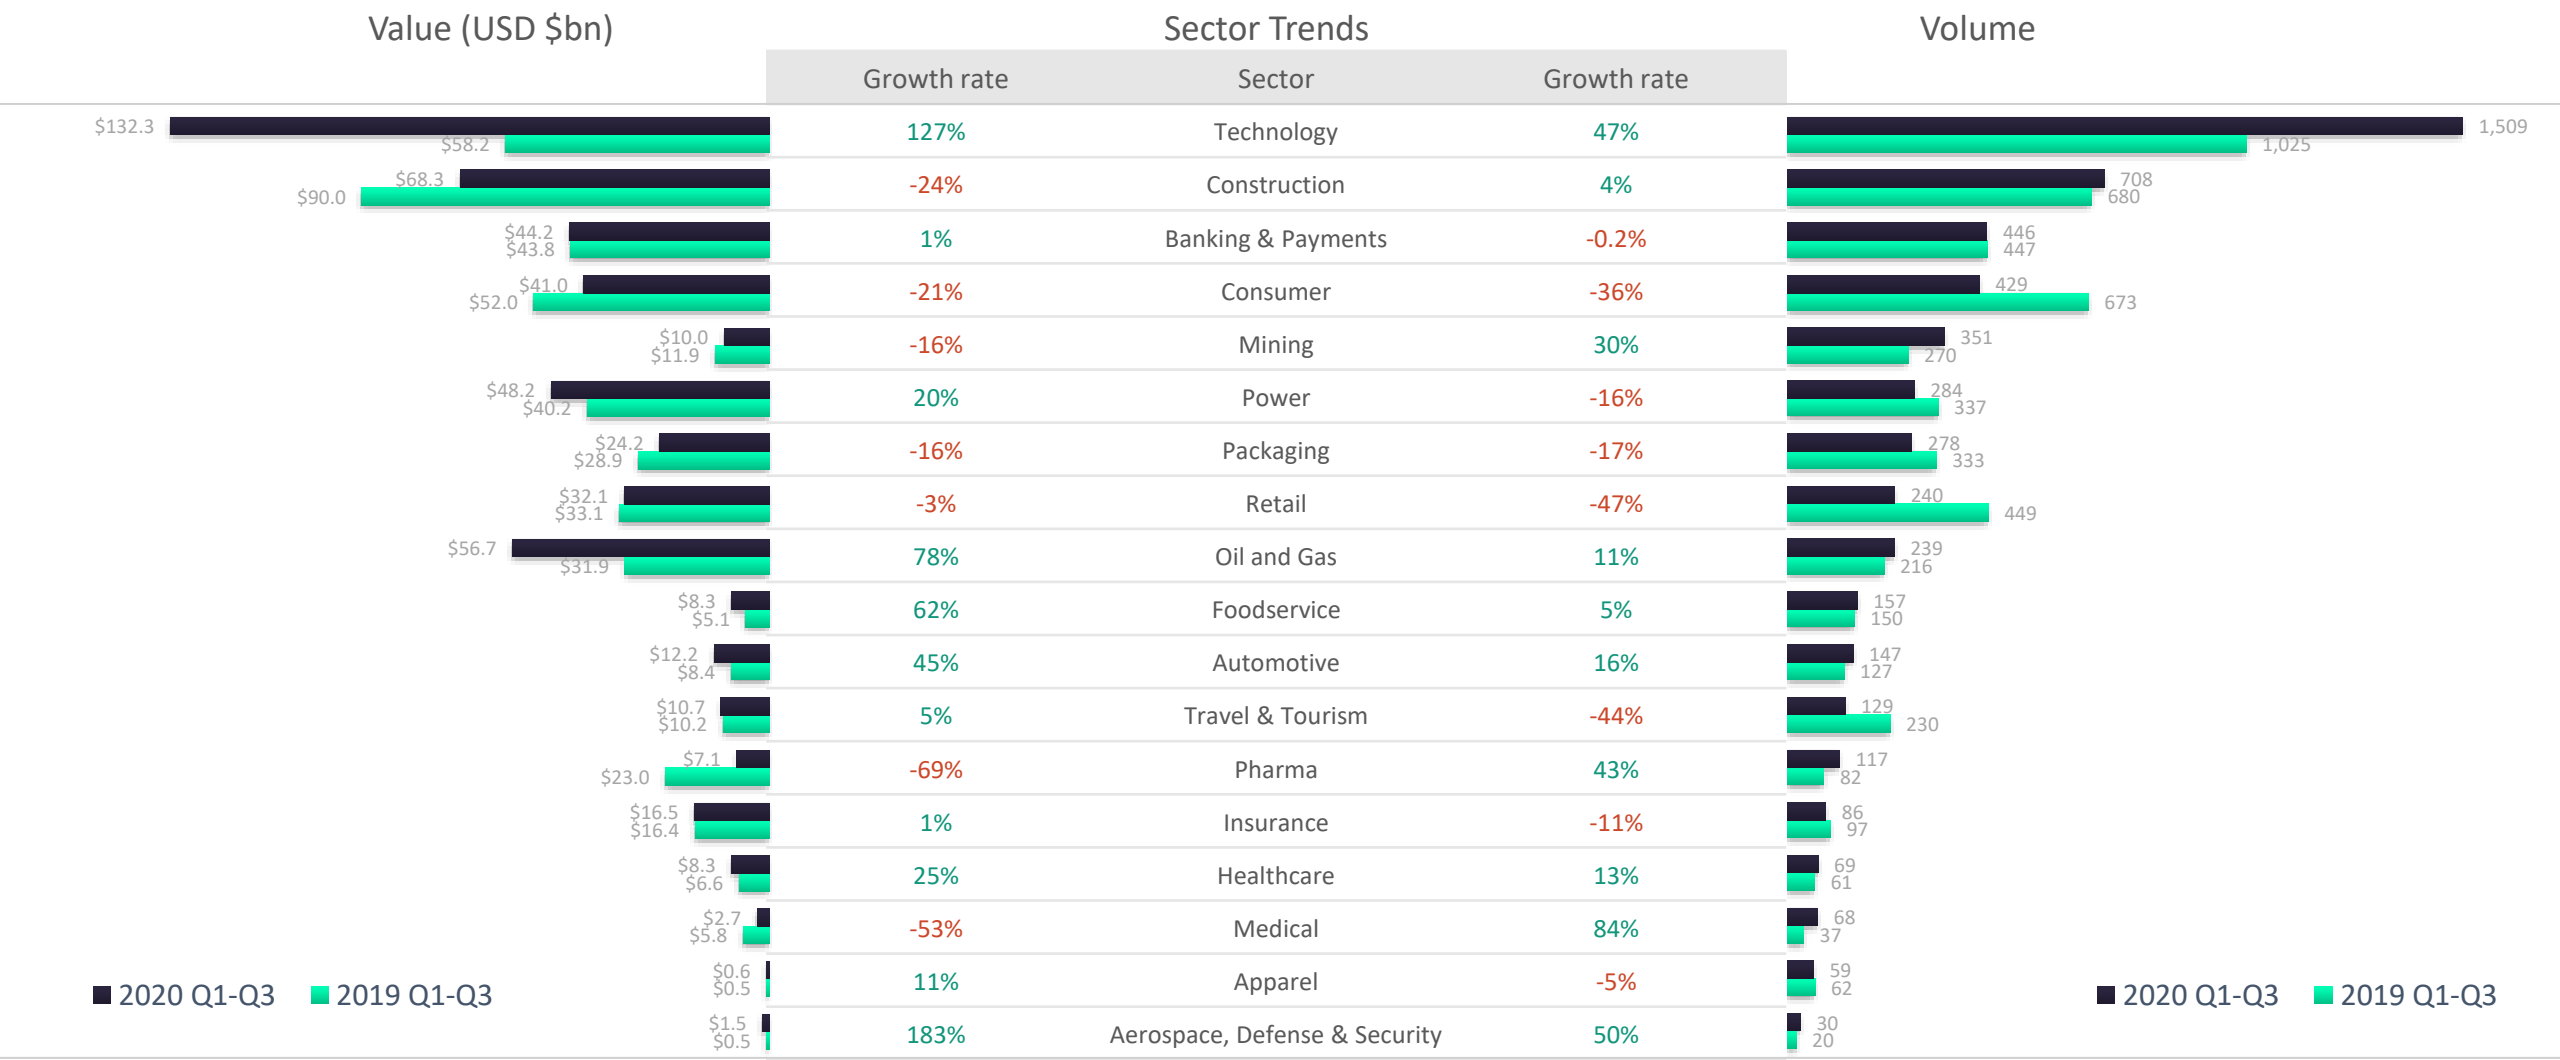 Value (USD $bn)
Sector Trends
Volume
Growth rate Sector Growth rate
$132.3 127% Technology 47% 1,509
$58.2 1,025
$68.3 -24% Construction 4% 708
$90.0 680
$44.2 1% Banking & Payments -0.2% 446
$43.8 447
$41.0 -21% Consumer -36% 429
$52.0 673
$10.0 -16% Mining 30% 351
$11.9 270
$48.2 20% Power -16% 284
$40.2 337
$24.2 -16% Packaging -17% 278
$28.9 333
$32.1 -3% Retail -47% 240
$33.1 449
$56.7 78% Oil and Gas 11% 239
$31.9 216
$8.3 62% Foodservice 5% 157
$5.1 150
$12.2 45% Automotive 16% 147
$8.4 127
$10.7 5% Travel & Tourism -44% 129
$10.2 230
$7.1 -69% Pharma 43% 117
$23.0 82
$16.5 1% Insurance -11% 86
$16.4 97
$8.3 25% Healthcare 13% 69
$6.6 61
$2.7 -53% Medical 84% 68
$5.8 37
$0.6 11% Apparel -5% 59
$0.5 62
$1.5 183% Aerospace, Defense & Security 50% 30
$0.5 20
2020 Q1-Q3 2019 Q1-Q3
2020 Q1-Q3 2019 Q1-Q3